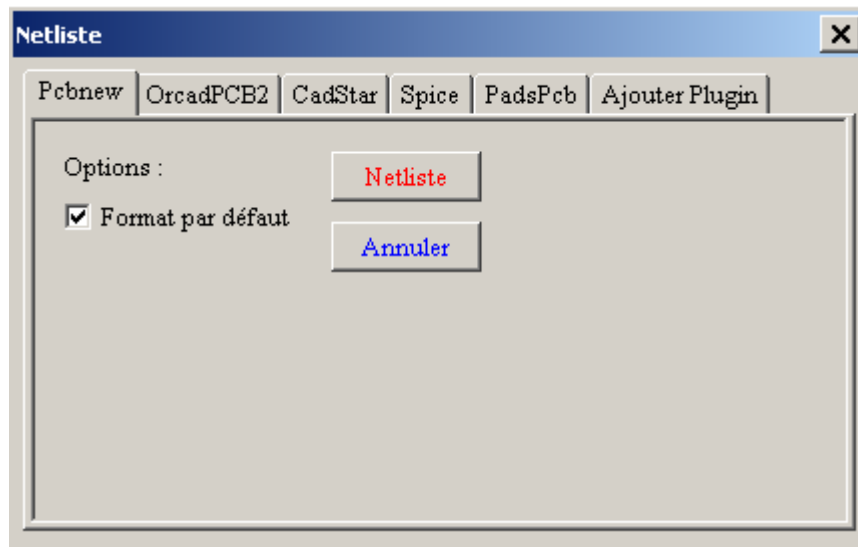 Netliste
Pcbnew OrcadPCB2 CadStar Spice PadsPcb Ajouter Plugin
Options : Netliste
Format par défaut
Annuler